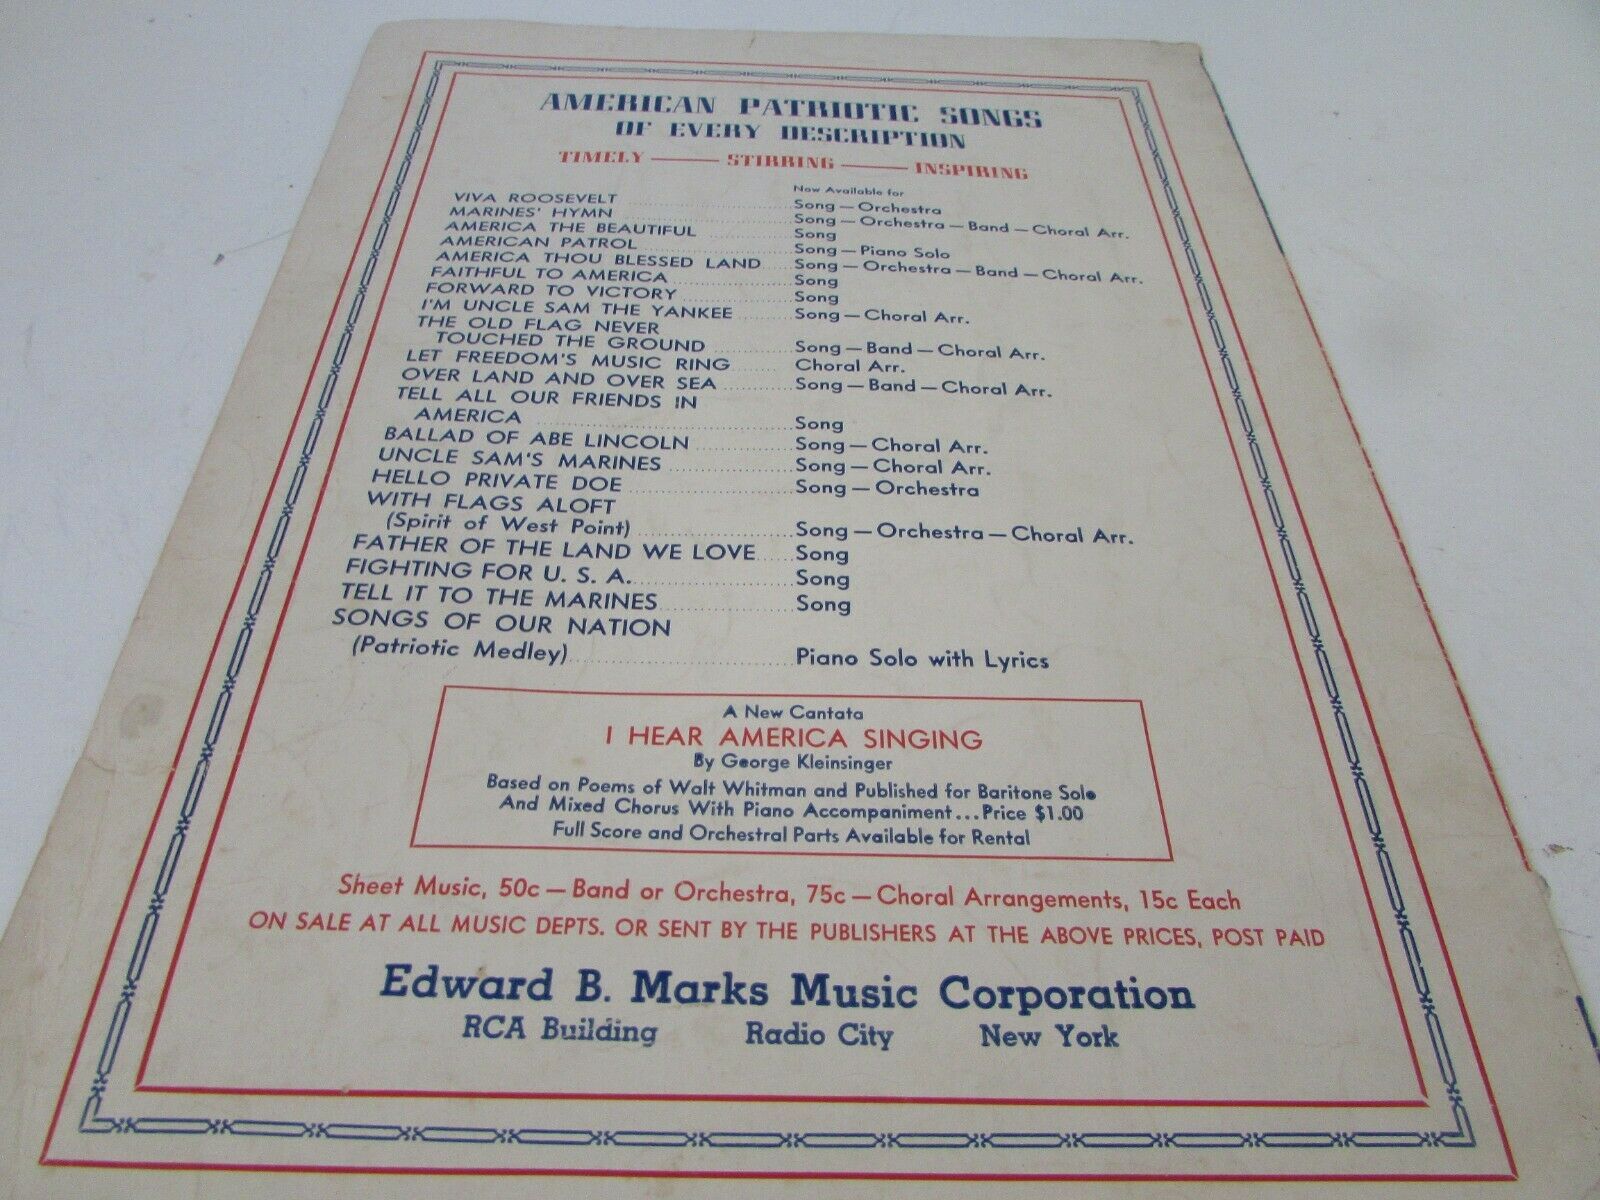 AMERICAN PATRIOTIC SONGS
OF EVERY DESCRIPTION
TIMELY —— STIRRING —— INSPIRING
Now Available for
VIVA ROOSEVELT Song—Orchestra
MARINES' HYMN Song—Orchestra—Band—Choral Arr.
AMERICA THE BEAUTIFUL Song
AMERICAN PATROL Song—Piano Solo
AMERICA THOU BLESSED LAND Song—Orchestra—Band—Choral Arr.
FAITHFUL TO AMERICA Song
FORWARD TO VICTORY Song
I'M UNCLE SAM THE YANKEE Song—Choral Arr.
THE OLD FLAG NEVER
TOUCHED THE GROUND Song—Band—Choral Arr.
LET FREEDOM'S MUSIC RING Choral Arr.
OVER LAND AND OVER SEA Song—Band—Choral Arr.
TELL ALL OUR FRIENDS IN
AMERICA Song
BALLAD OF ABE LINCOLN Song—Choral Arr.
UNCLE SAM'S MARINES Song—Choral Arr.
HELLO PRIVATE DOE Song—Orchestra
WITH FLAGS ALOFT
(Spirit of West Point) Song—Orchestra—Choral Arr.
FATHER OF THE LAND WE LOVE Song
FIGHTING FOR U. S. A. Song
TELL IT TO THE MARINES Song
SONGS OF OUR NATION
(Patriotic Medley) Piano Solo with Lyrics
A New Cantata
I HEAR AMERICA SINGING
By George Kleinsinger
Based on Poems of Walt Whitman and Published for Baritone Solo
And Mixed Chorus With Piano Accompaniment...Price $1.00
Full Score and Orchestral Parts Available for Rental
Sheet Music, 50c—Band or Orchestra, 75c—Choral Arrangements, 15c Each
ON SALE AT ALL MUSIC DEPTS. OR SENT BY THE PUBLISHERS AT THE ABOVE PRICES, POST PAID
Edward B. Marks Music Corporation
RCA Building Radio City New York